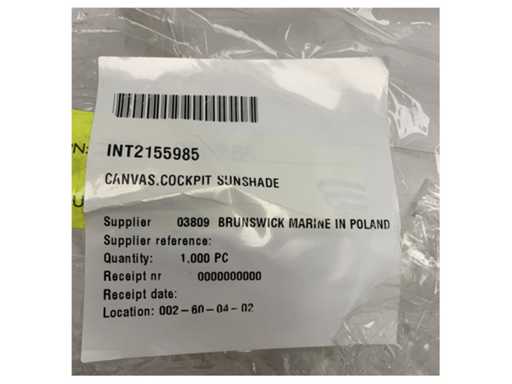 INT2155985
CANVAS.COCKPIT SUNSHADE
Supplier 03809 BRUNSWICK MARINE IN POLAND
Supplier reference:
Quantity: 1,000 PC
Receipt nr 0000000000
Receipt date:
Location: 002-60-04-02